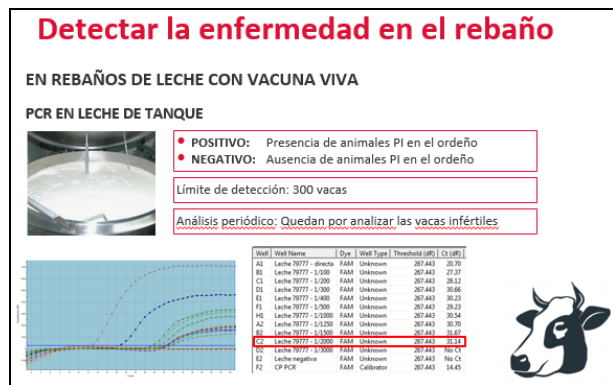 Detectar la enfermedad en el rebaño
EN REBAÑOS DE LECHE CON VACUNA VIVA
PCR EN LECHE DE TANQUE
POSITIVO: Presencia de animales PI en el ordeño
NEGATIVO: Ausencia de animales PI en el ordeño
Límite de detección: 300 vacas
Análisis periódico: Quedan por analizar las vacas infértiles
Well Well Name Dye Well Type Threshold (dR) Ct (dR)
A1 Leche 79777 - directa FAM Unknown 267.443 20.70
B1 Leche 79777 - 1/100 FAM Unknown 267.443 27.37
C1 Leche 79777 - 1/200 FAM Unknown 267.443 28.12
D1 Leche 79777 - 1/300 FAM Unknown 267.443 30.66
E1 Leche 79777 - 1/400 FAM Unknown 267.443 30.23
F1 Leche 79777 - 1/500 FAM Unknown 267.443 29.23
H1 Leche 79777 - 1/1000 FAM Unknown 267.443 30.54
A2 Leche 79777 - 1/1250 FAM Unknown 267.443 30.70
B2 Leche 79777 - 1/1500 FAM Unknown 267.443 31.67
C2 Leche 79777 - 1/2000 FAM Unknown 267.443 31.14
D2 Leche 79777 - 1/3000 FAM Unknown 267.443 No Ct
E2 Leche negativa FAM Unknown 267.443 No Ct
F2 CP PCR FAM Calibrator 267.443 14.45